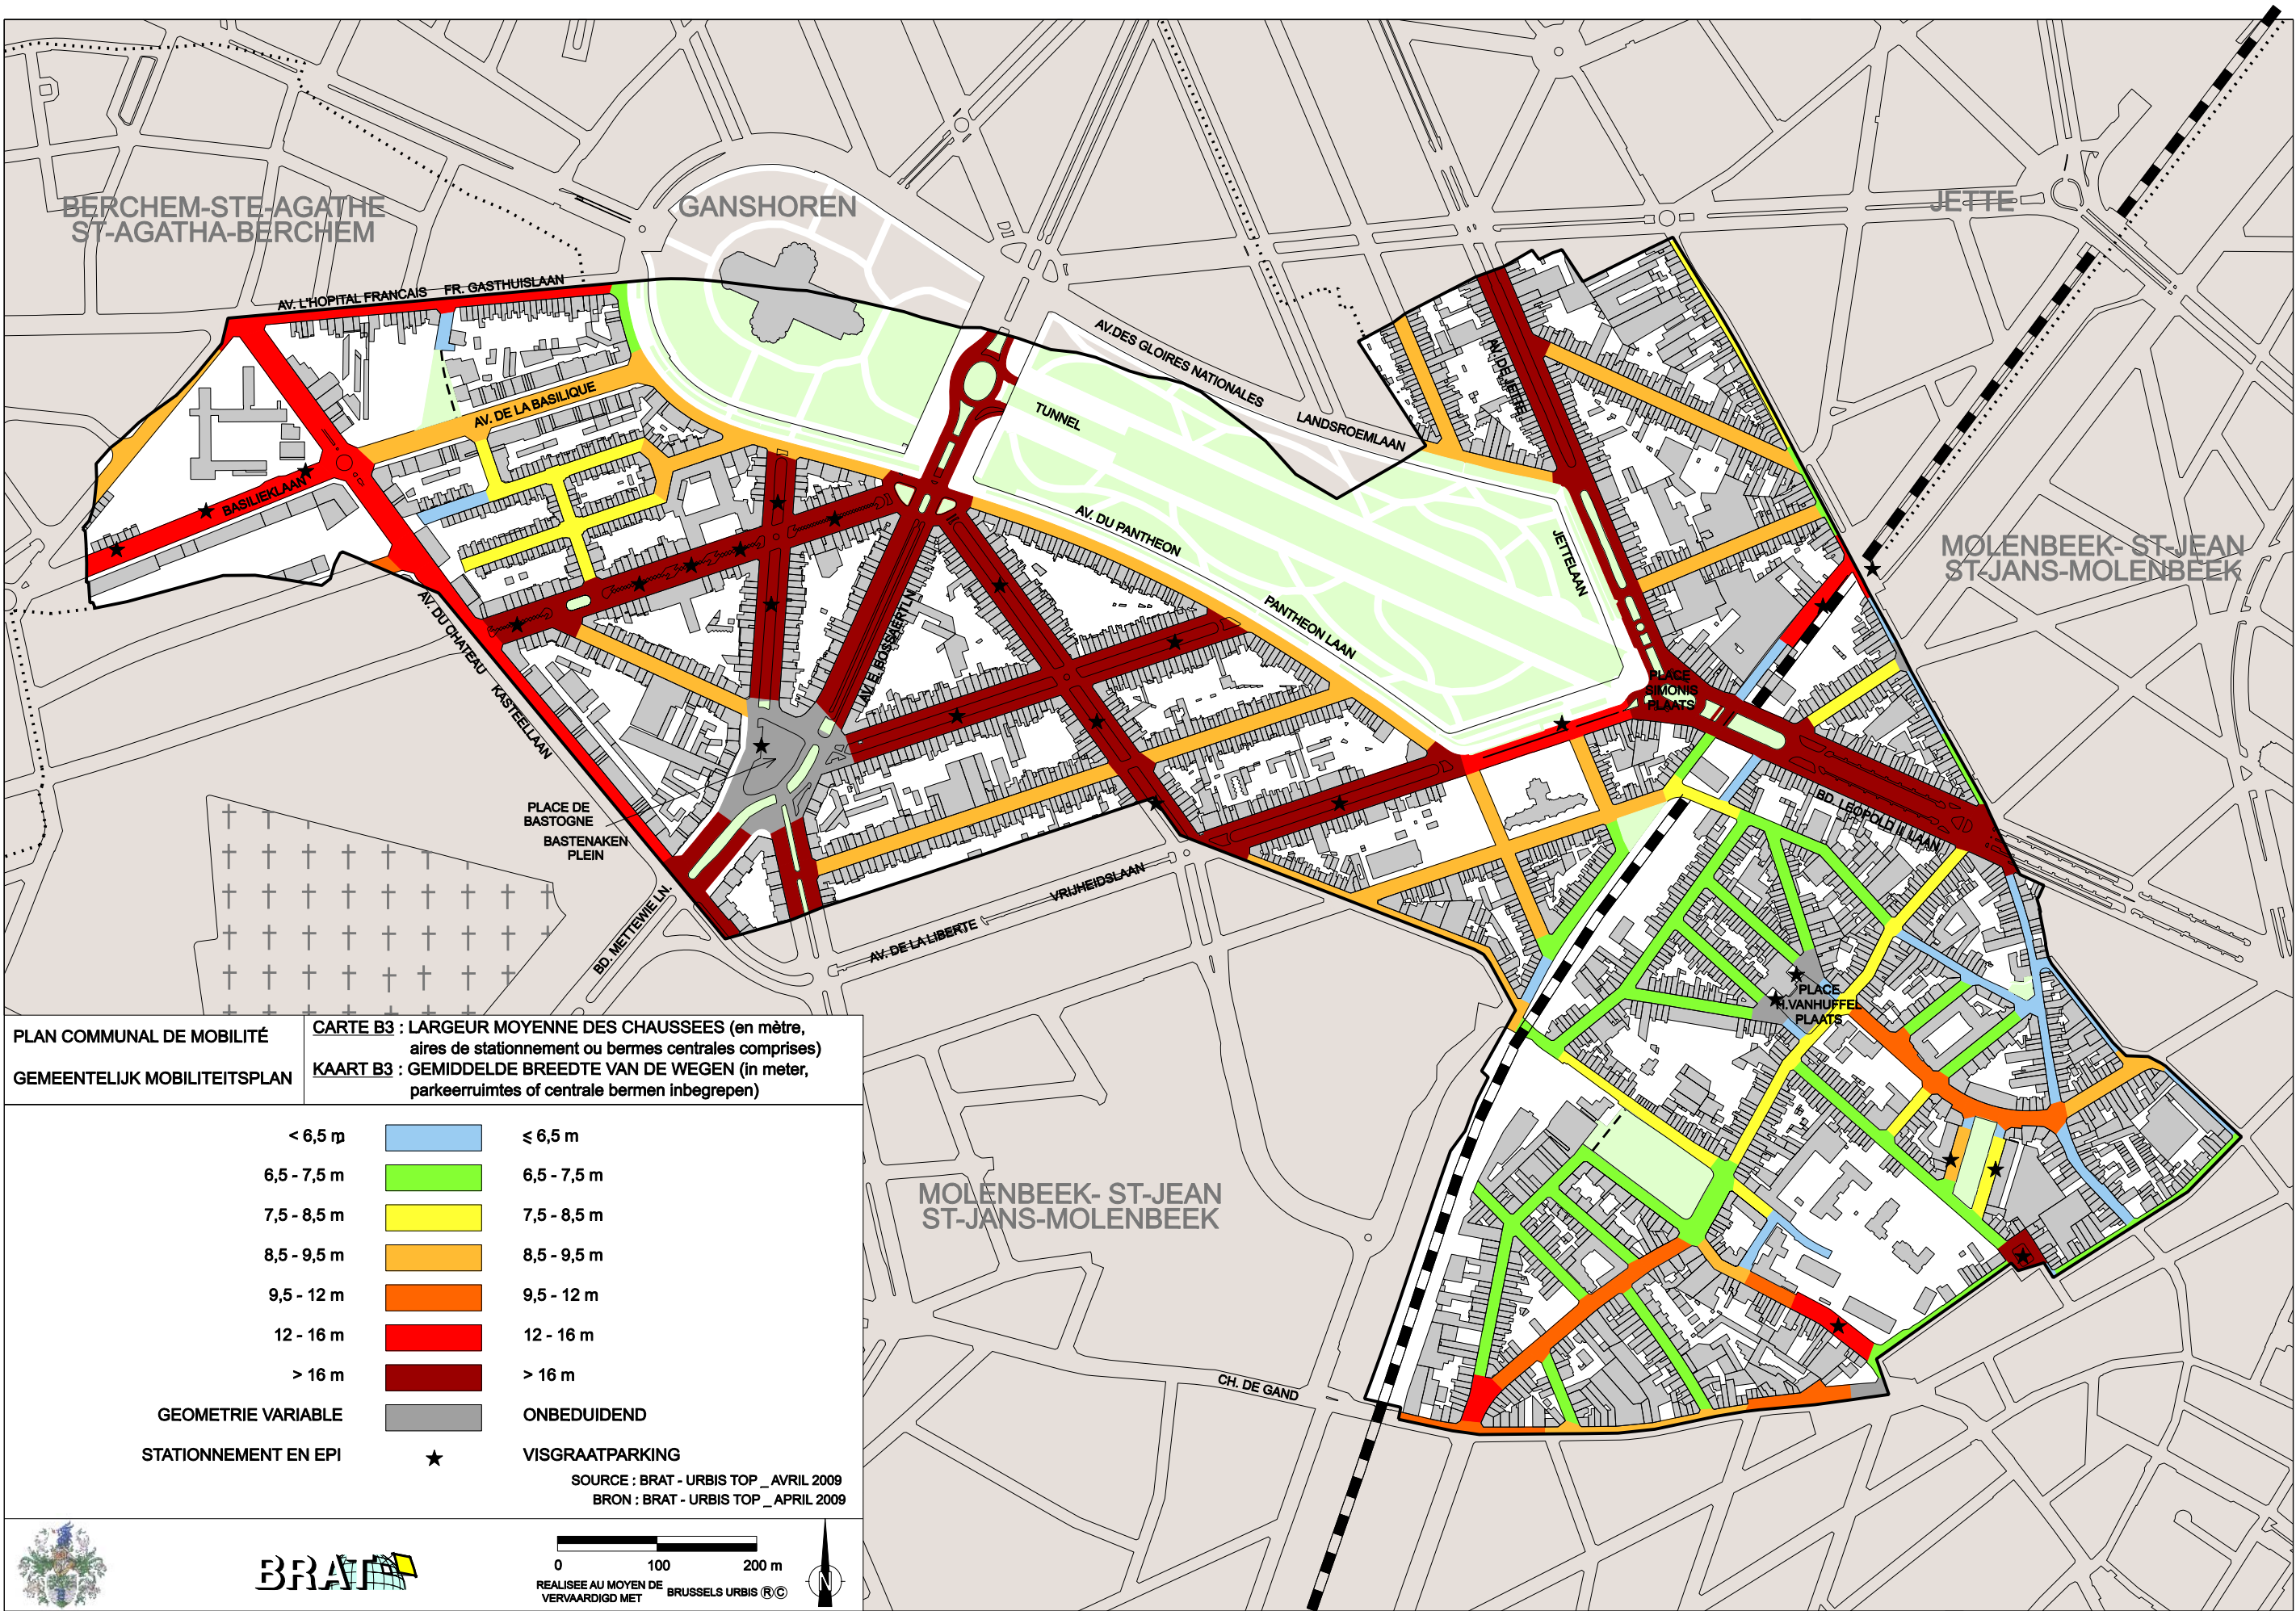 BERCHEM-STE-AGATHE
ST-AGATHA-BERCHEM
GANSHOREN
JETTE
AV. L'HOPITAL FRANCAIS FR. GASTHUISLAAN
AV.DES GLOIRES NATIONALES
LANDSROEMLAAN
AV. DE JETTE
AV. DE LA BASILIQUE
TUNNEL
BASILIEKLAAN
AV. DU PANTHEON
PANTHEON LAAN
JETTELAAN
MOLENBEEK- ST-JEAN
ST-JANS-MOLENBEEK
AV. DU CHATEAU
KASTEELLAAN
AV. E.BOSSAERTLN
PLACE
SIMONIS
PLAATS
PLACE DE
BASTOGNE
BASTENAKEN
PLEIN
BD. LEOPOLD II LAAN
BD. METTEWIE LN.
AV. DE LA LIBERTE
VRIJHEIDSLAAN
PLACE
H.VANHUFFEL
PLAATS
MOLENBEEK- ST-JEAN
ST-JANS-MOLENBEEK
CH. DE GAND
PLAN COMMUNAL DE MOBILITÉ
GEMEENTELIJK MOBILITEITSPLAN
CARTE B3 : LARGEUR MOYENNE DES CHAUSSEES (en mètre,
aires de stationnement ou bermes centrales comprises)
KAART B3 : GEMIDDELDE BREEDTE VAN DE WEGEN (in meter,
parkeerruimtes of centrale bermen inbegrepen)
< 6,5 m ≤ 6,5 m
6,5 - 7,5 m 6,5 - 7,5 m
7,5 - 8,5 m 7,5 - 8,5 m
8,5 - 9,5 m 8,5 - 9,5 m
9,5 - 12 m 9,5 - 12 m
12 - 16 m 12 - 16 m
> 16 m > 16 m
GEOMETRIE VARIABLE ONBEDUIDEND
STATIONNEMENT EN EPI ★ VISGRAATPARKING
SOURCE : BRAT - URBIS TOP _ AVRIL 2009
BRON : BRAT - URBIS TOP _ APRIL 2009
BRAT
0 100 200 m
REALISEE AU MOYEN DE
VERVAARDIGD MET
BRUSSELS URBIS ®©
N